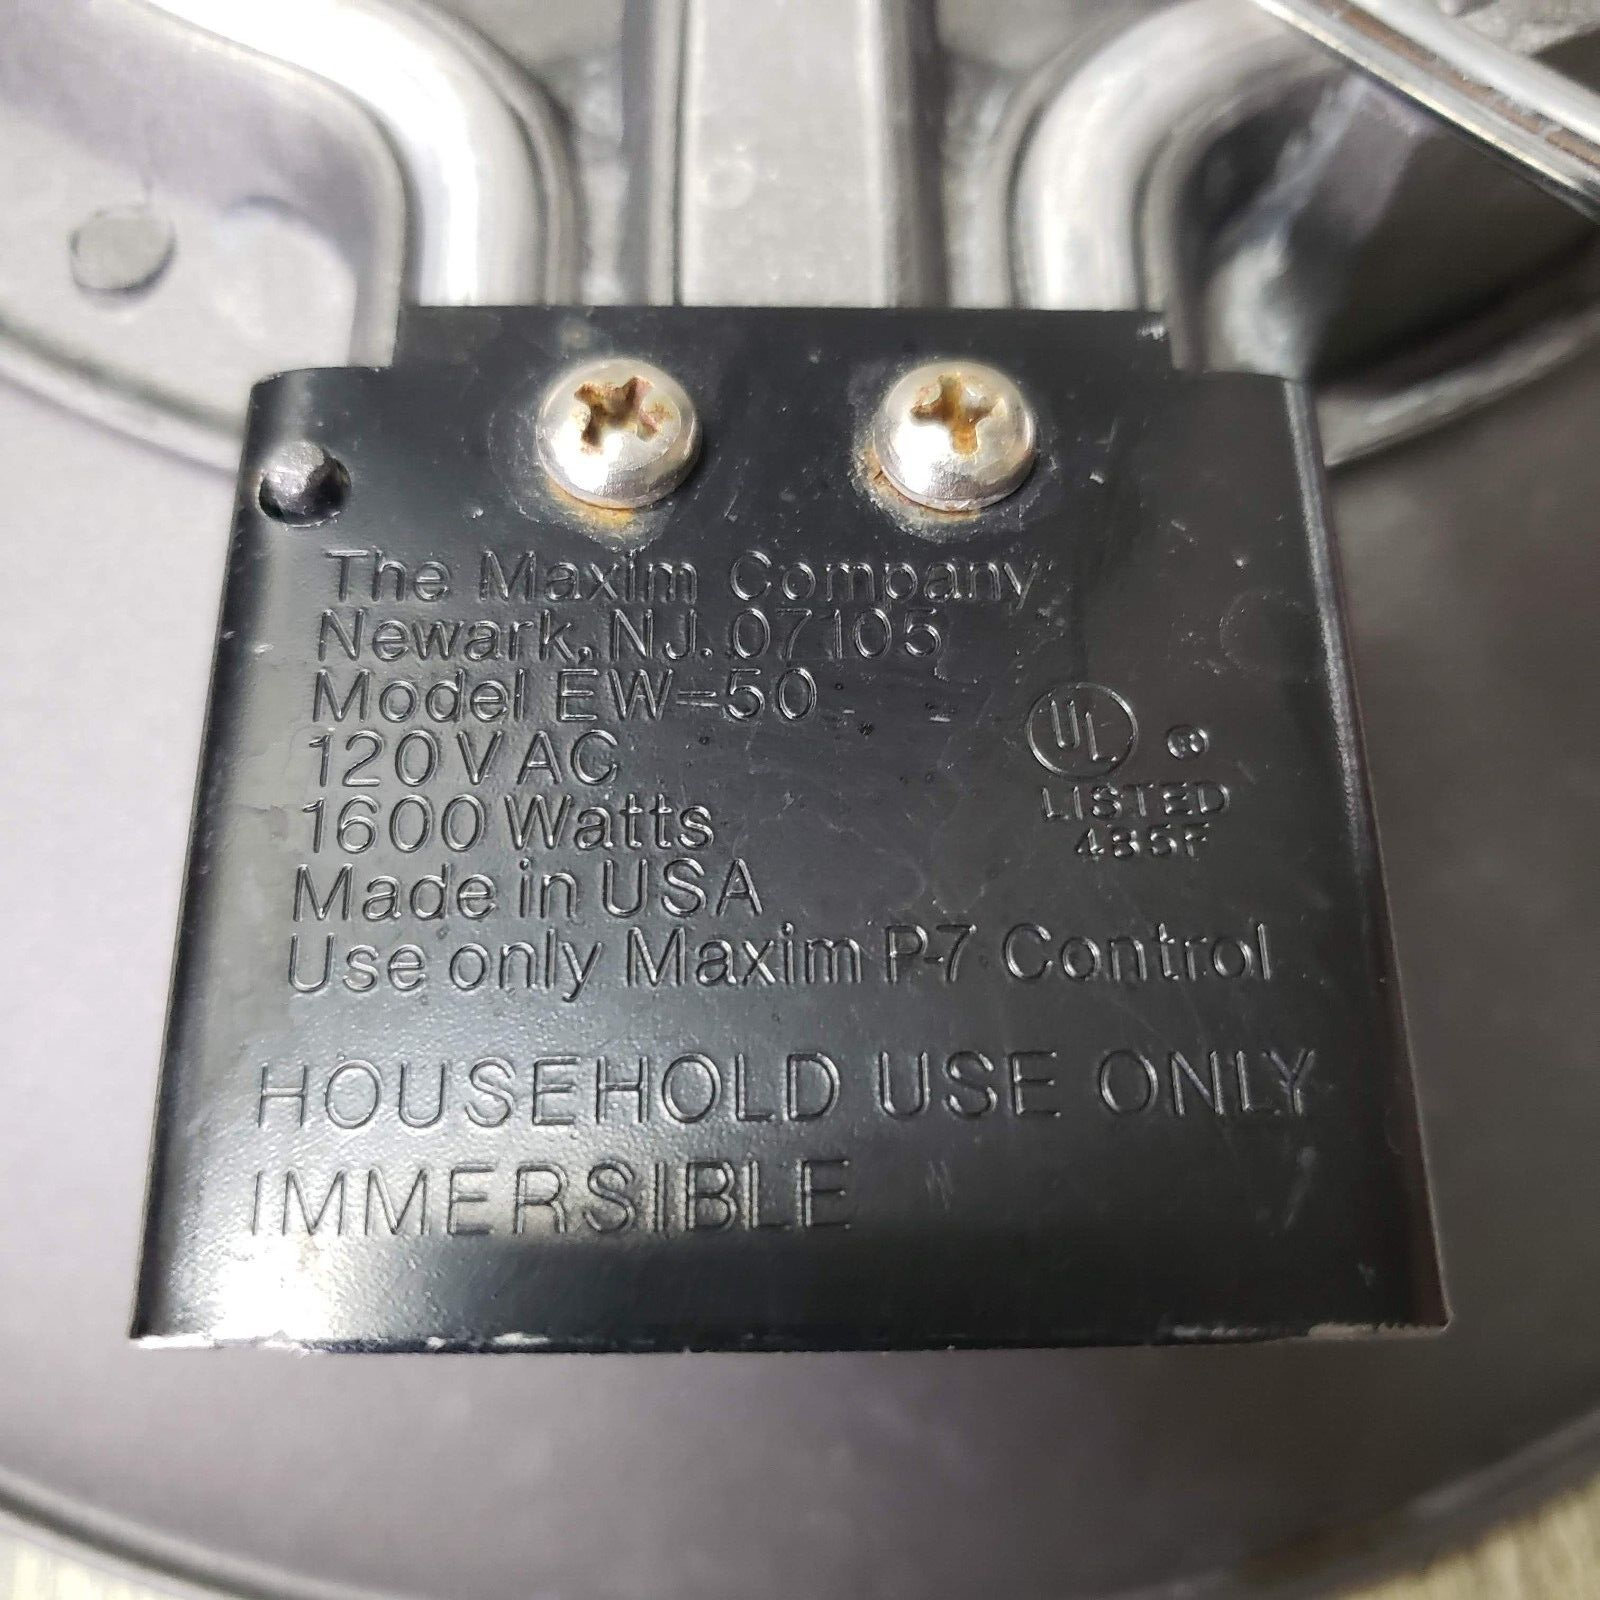 The Maxim Company
Newark, NJ. 07105
Model EW-50
120 V AC
1600 Watts
Made in USA
Use only Maxim P-7 Control
UL ®
LISTED
485F
HOUSEHOLD USE ONLY
IMMERSIBLE